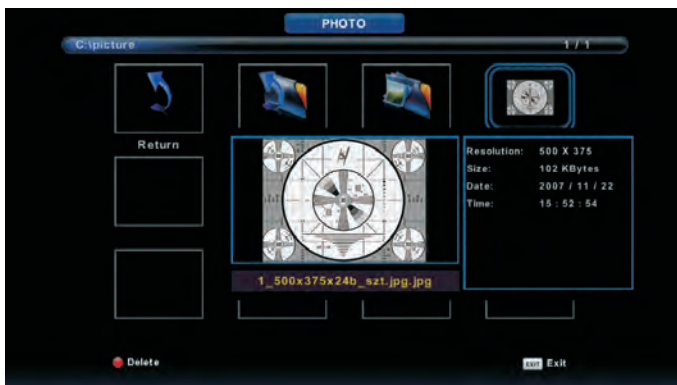 PHOTO
C:\picture 1 / 1
Return
Resolution: 500 X 375
Size: 102 KBytes
Date: 2007 / 11 / 22
Time: 15 : 52 : 54
1_500x375x24b_szt.jpg.jpg
Delete EXIT Exit